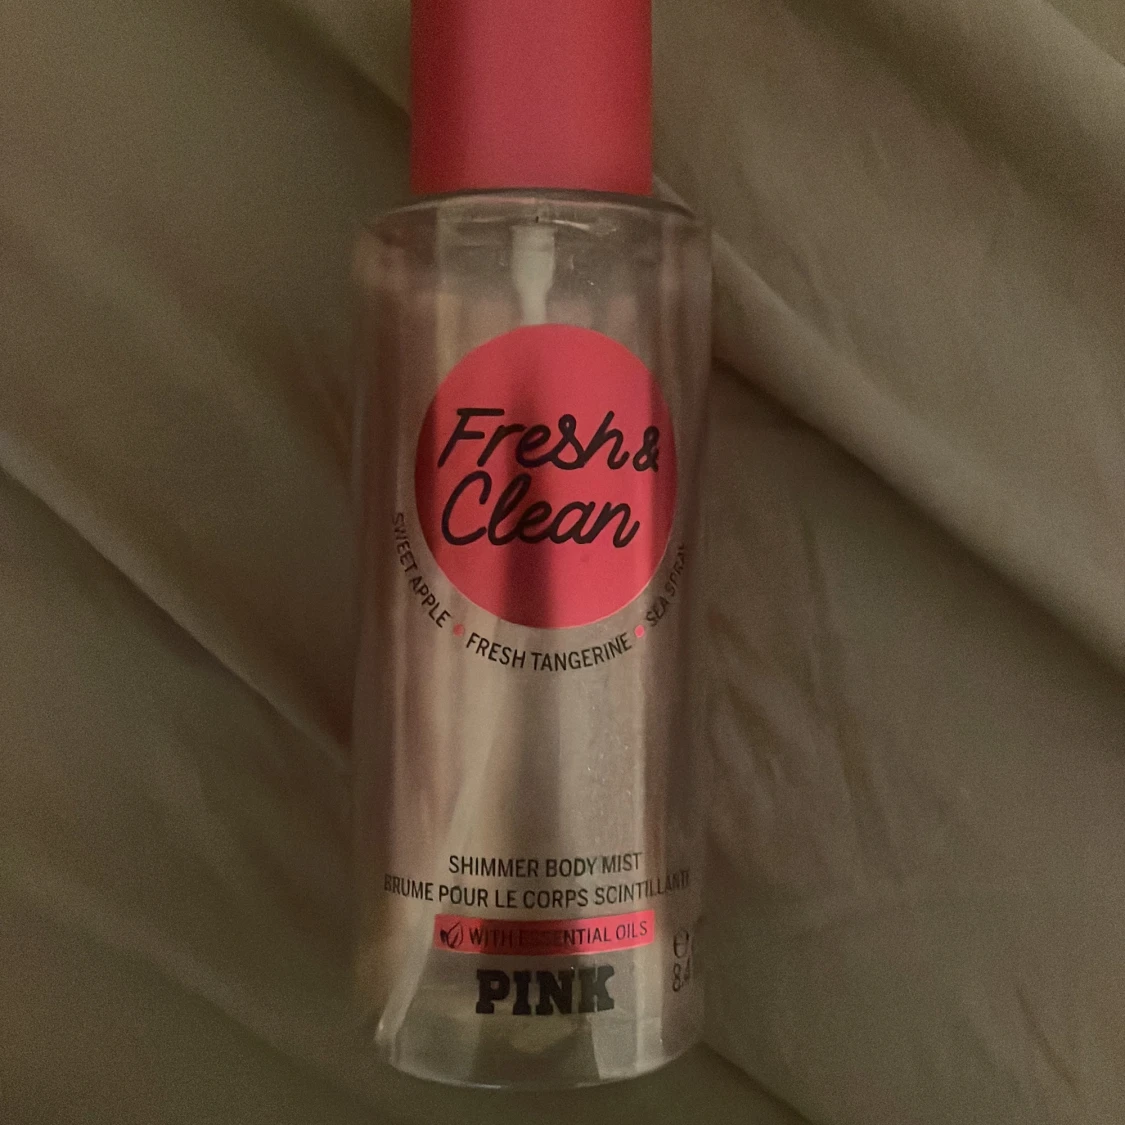 Fresh &
Clean
SWEET APPLE • FRESH TANGERINE • SEA SPRAY
SHIMMER BODY MIST
BRUME POUR LE CORPS SCINTILLANTE
WITH ESSENTIAL OILS
PINK